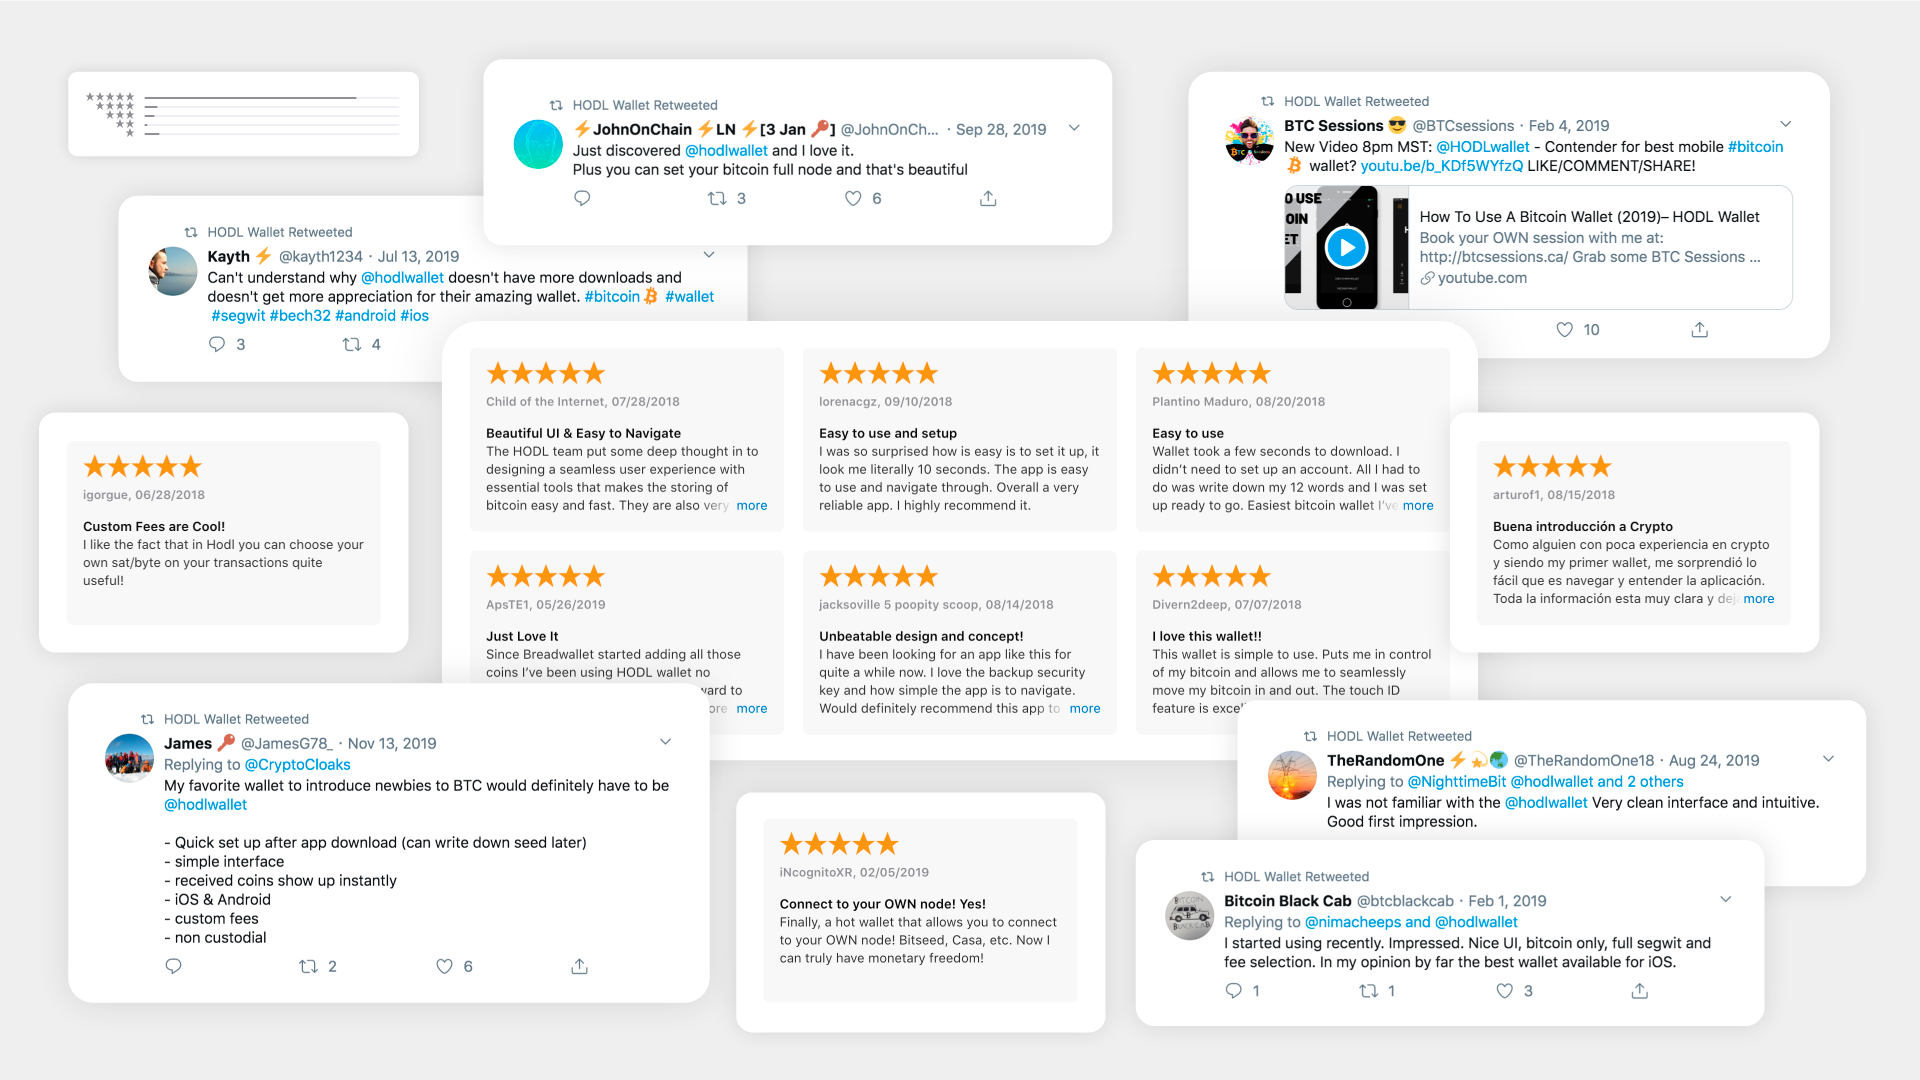 HODL Wallet Retweeted
⚡JohnOnChain ⚡LN ⚡[3 Jan 🔑] @JohnOnCh... · Sep 28, 2019
Just discovered @hodlwallet and I love it.
Plus you can set your bitcoin full node and that's beautiful
3 6
HODL Wallet Retweeted
BTC Sessions 😎 @BTCsessions · Feb 4, 2019
New Video 8pm MST: @HODLwallet - Contender for best mobile #bitcoin
wallet? youtu.be/b_KDf5WYfzQ LIKE/COMMENT/SHARE!
How To Use A Bitcoin Wallet (2019)– HODL Wallet
Book your OWN session with me at:
http://btcsessions.ca/ Grab some BTC Sessions ...
youtube.com
10
HODL Wallet Retweeted
Kayth ⚡ @kayth1234 · Jul 13, 2019
Can't understand why @hodlwallet doesn't have more downloads and
doesn't get more appreciation for their amazing wallet. #bitcoin #wallet
#segwit #bech32 #android #ios
3 4
Child of the Internet, 07/28/2018
Beautiful UI & Easy to Navigate
The HODL team put some deep thought in to
designing a seamless user experience with
essential tools that makes the storing of
bitcoin easy and fast. They are also very more
lorenacgz, 09/10/2018
Easy to use and setup
I was so surprised how is easy is to set it up, it
look me literally 10 seconds. The app is easy
to use and navigate through. Overall a very
reliable app. I highly recommend it.
Plantino Maduro, 08/20/2018
Easy to use
Wallet took a few seconds to download. I
didn't need to set up an account. All I had to
do was write down my 12 words and I was set
up ready to go. Easiest bitcoin wallet I've more
igorgue, 06/28/2018
Custom Fees are Cool!
I like the fact that in Hodl you can choose your
own sat/byte on your transactions quite
useful!
arturof1, 08/15/2018
Buena introducción a Crypto
Como alguien con poca experiencia en crypto
y siendo my primer wallet, me sorprendió lo
fácil que es navegar y entender la aplicación.
Toda la información esta muy clara y deja more
ApsTE1, 05/26/2019
Just Love It
Since Breadwallet started adding all those
coins I've been using HODL wallet no
more
jacksoville 5 poopity scoop, 08/14/2018
Unbeatable design and concept!
I have been looking for an app like this for
quite a while now. I love the backup security
key and how simple the app is to navigate.
Would definitely recommend this app to more
Divern2deep, 07/07/2018
I love this wallet!!
This wallet is simple to use. Puts me in control
of my bitcoin and allows me to seamlessly
move my bitcoin in and out. The touch ID
feature is
HODL Wallet Retweeted
James 🔑 @JamesG78_ · Nov 13, 2019
Replying to @CryptoCloaks
My favorite wallet to introduce newbies to BTC would definitely have to be
@hodlwallet
- Quick set up after app download (can write down seed later)
- simple interface
- received coins show up instantly
- iOS & Android
- custom fees
- non custodial
2 6
iNcognitoXR, 02/05/2019
Connect to your OWN node! Yes!
Finally, a hot wallet that allows you to connect
to your OWN node! Bitseed, Casa, etc. Now I
can truly have monetary freedom!
HODL Wallet Retweeted
TheRandomOne ⚡💫🌏 @TheRandomOne18 · Aug 24, 2019
Replying to @NighttimeBit @hodlwallet and 2 others
I was not familiar with the @hodlwallet Very clean interface and intuitive.
Good first impression.
HODL Wallet Retweeted
Bitcoin Black Cab @btcblackcab · Feb 1, 2019
Replying to @nimacheeps and @hodlwallet
I started using recently. Impressed. Nice UI, bitcoin only, full segwit and
fee selection. In my opinion by far the best wallet available for iOS.
1 1 3